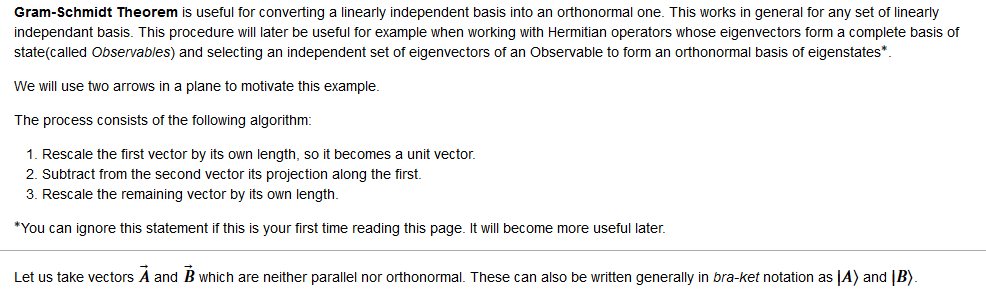 Gram-Schmidt Theorem is useful for converting a linearly independent basis into an orthonormal one. This works in general for any set of linearly
independant basis. This procedure will later be useful for example when working with Hermitian operators whose eigenvectors form a complete basis of
state(called Observables) and selecting an independent set of eigenvectors of an Observable to form an orthonormal basis of eigenstates*.
We will use two arrows in a plane to motivate this example.
The process consists of the following algorithm:
1. Rescale the first vector by its own length, so it becomes a unit vector.
2. Subtract from the second vector its projection along the first.
3. Rescale the remaining vector by its own length.
*You can ignore this statement if this is your first time reading this page. It will become more useful later.
Let us take vectors A⃗ and B⃗ which are neither parallel nor orthonormal. These can also be written generally in bra-ket notation as |A⟩ and |B⟩.